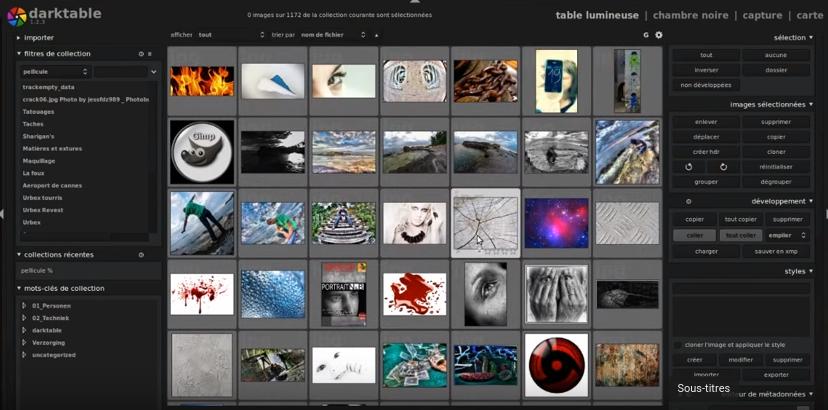 darktable
1.2.3
0 images sur 1172 de la collection courante sont sélectionnées
table lumineuse | chambre noire | capture | carte
importer
filtres de collection
pellicule
trackempty_data
crack06.jpg Photo by jessfdz989 _ Photobu
Tatouages
Taches
Sharigan's
Matières et extures
Maquillage
La foux
Aeroport de cannes
Urbex tourris
Urbex Revest
Urbex
collections récentes
pellicule %
mots-clés de collection
01_Personen
02_Techniek
darktable
Verzorging
uncategorized
afficher tout trier par nom de fichier
G
Gimp
PORTRAIT
sélection
tout aucune
inverser dossier
non développées
images sélectionnées
enlever supprimer
déplacer copier
créer hdr cloner
réinitialiser
grouper dégrouper
développement
copier tout copier supprimer
coller tout coller empiler
charger sauver en xmp
styles
cloner l'image et appliquer le style
créer modifier supprimer
importer exporter
Sous-titres
éditeur de métadonnées